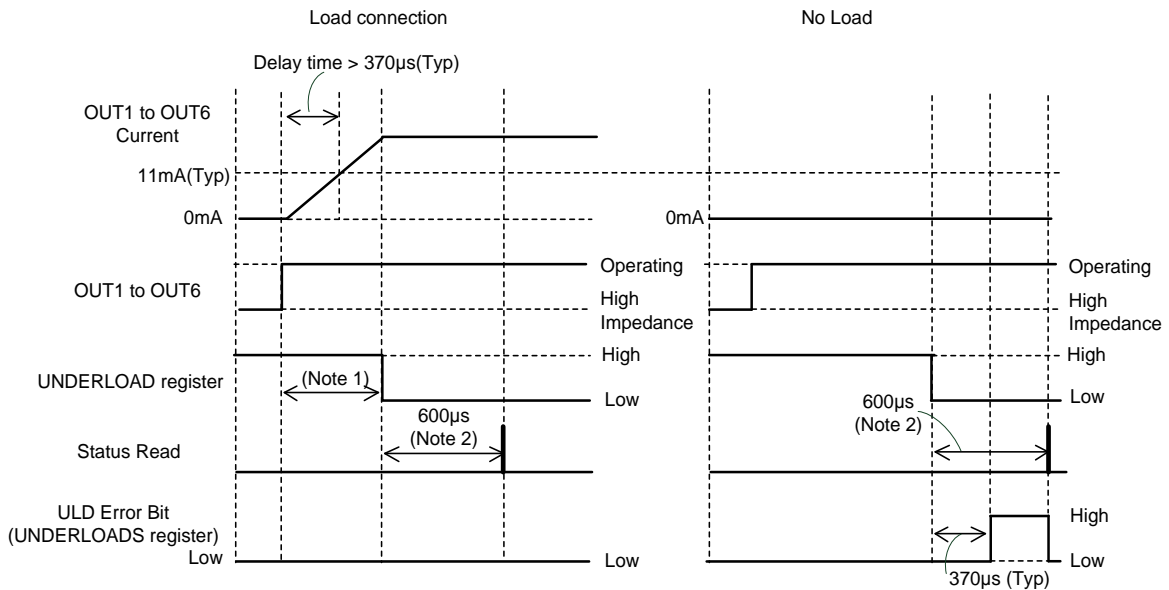 Load connection
No Load
Delay time > 370µs(Typ)
OUT1 to OUT6
Current
11mA(Typ)
0mA
0mA
OUT1 to OUT6
Operating
High
Impedance
Operating
High
Impedance
UNDERLOAD register
(Note 1)
High
Low
High
Low
600µs
(Note 2)
600µs
(Note 2)
Status Read
ULD Error Bit
(UNDERLOADS register)
Low
Low
High
Low
370µs (Typ)